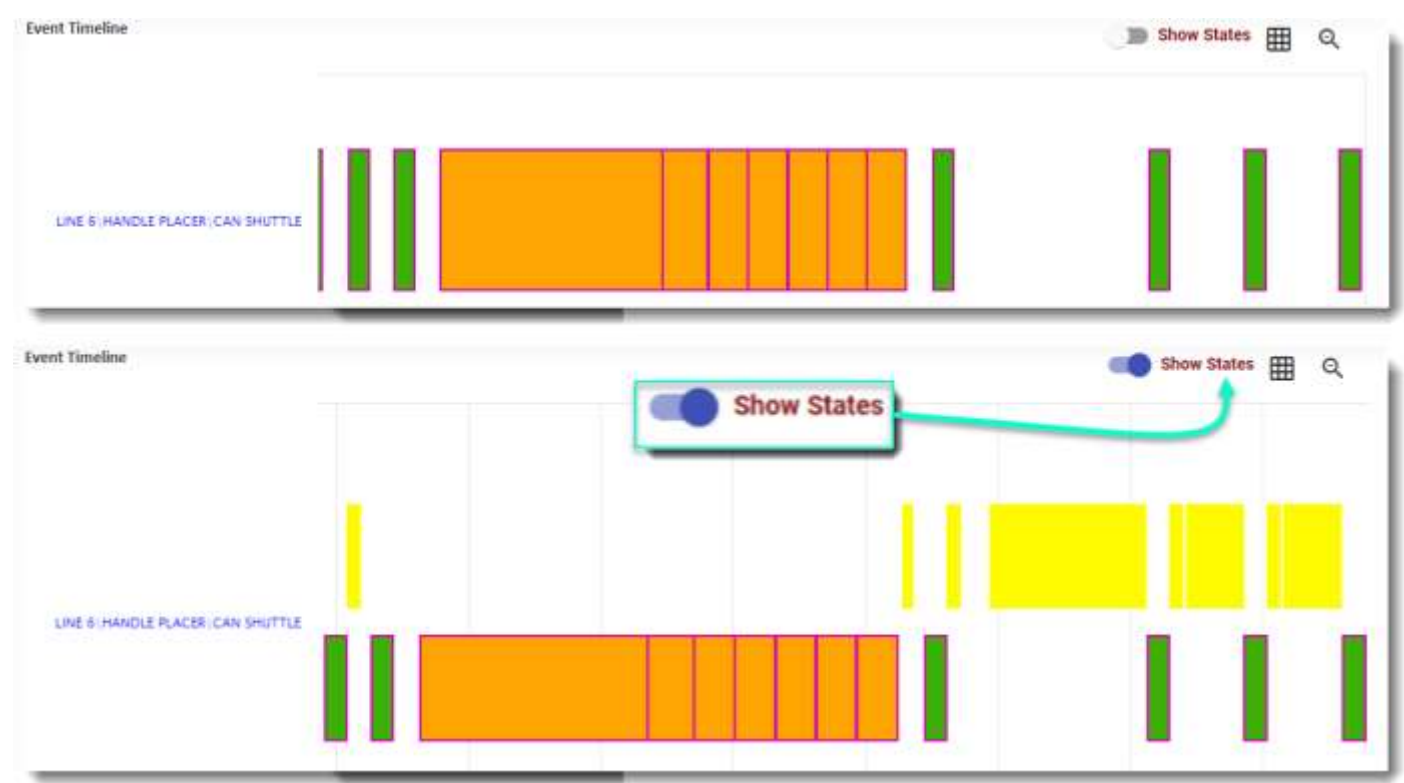 Event Timeline
Show States
LINE 6|HANDLE PLACER|CAN SHUTTLE
Event Timeline
Show States
Show States
LINE 6|HANDLE PLACER|CAN SHUTTLE